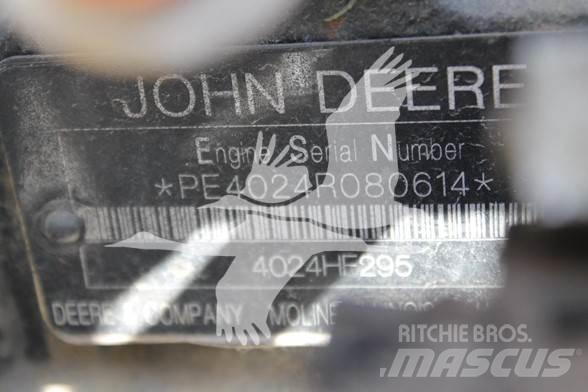 JOHN DEERE
Engine Serial Number
*PE4024R080614*
4024HF295
DEERE & COMPANY MOLINE
RITCHIE BROS.
MASCUS